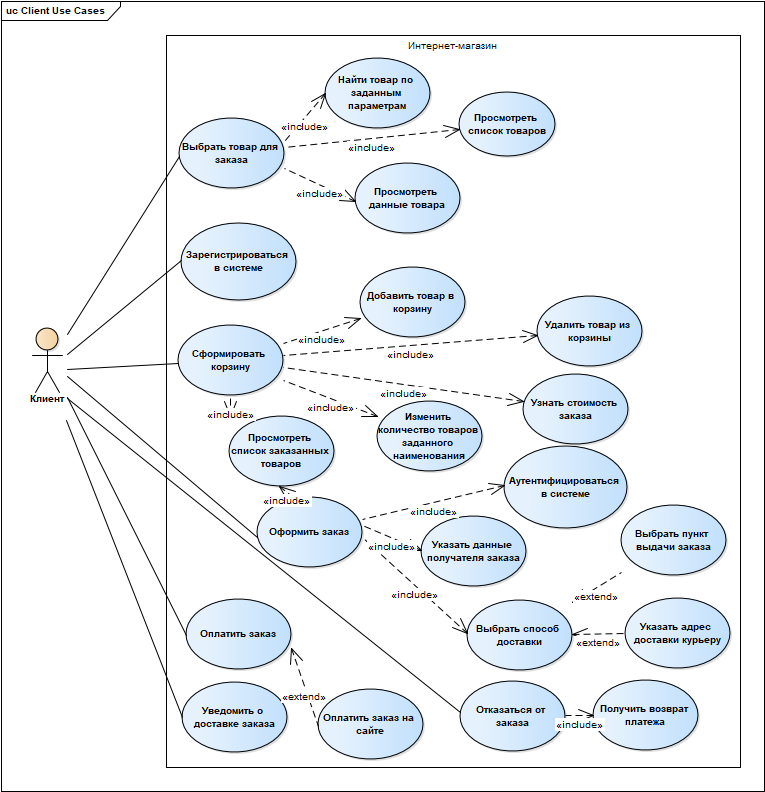 uc Client Use Cases
Интернет-магазин
Найти товар по
заданным
параметрам
«include»
Просмотреть
список товаров
Выбрать товар для
заказа
«include»
«include»
Просмотреть
данные товара
Зарегистрироваться
в системе
Добавить товар в
корзину
Удалить товар из
корзины
«include»
Сформировать
корзину
«include»
Клиент
«include»
Узнать стоимость
заказа
«include»
«include»
Изменить
количество товаров
заданного
наименования
Просмотреть
список заказанных
товаров
Аутентифицироваться
в системе
«include»
«include»
Оформить заказ
«include»
Указать данные
получателя заказа
Выбрать пункт
выдачи заказа
«include»
«extend»
Оплатить заказ
Выбрать способ
доставки
Указать адрес
доставки курьеру
«extend»
«extend»
Уведомить о
доставке заказа
Оплатить заказ на
сайте
Отказаться от
заказа
«include»
Получить возврат
платежа